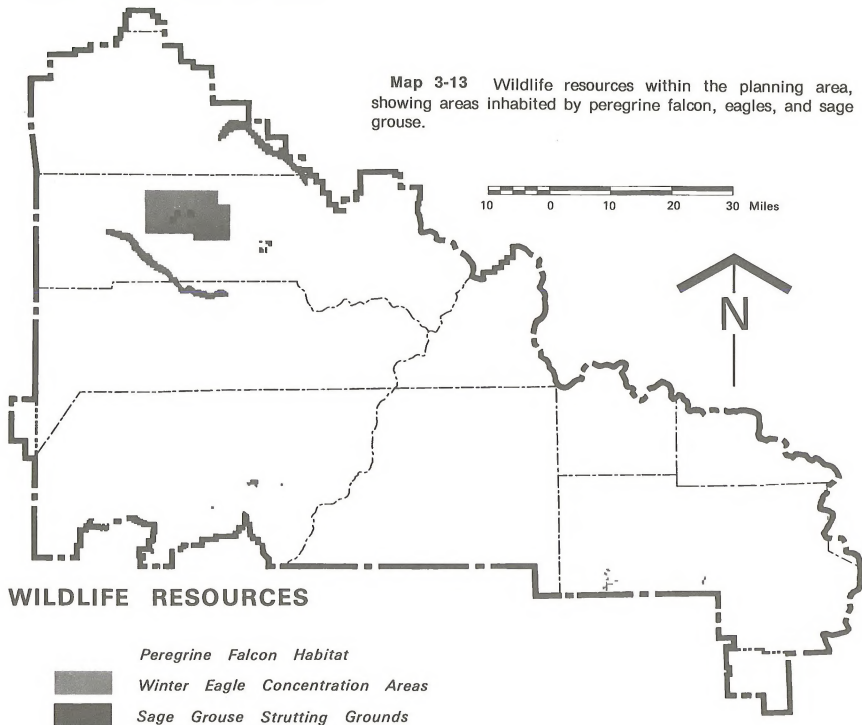 Map 3-13 Wildlife resources within the planning area,
showing areas inhabited by peregrine falcon, eagles, and sage
grouse.
10 0 10 20 30 Miles
N
WILDLIFE RESOURCES
Peregrine Falcon Habitat
Winter Eagle Concentration Areas
Sage Grouse Strutting Grounds